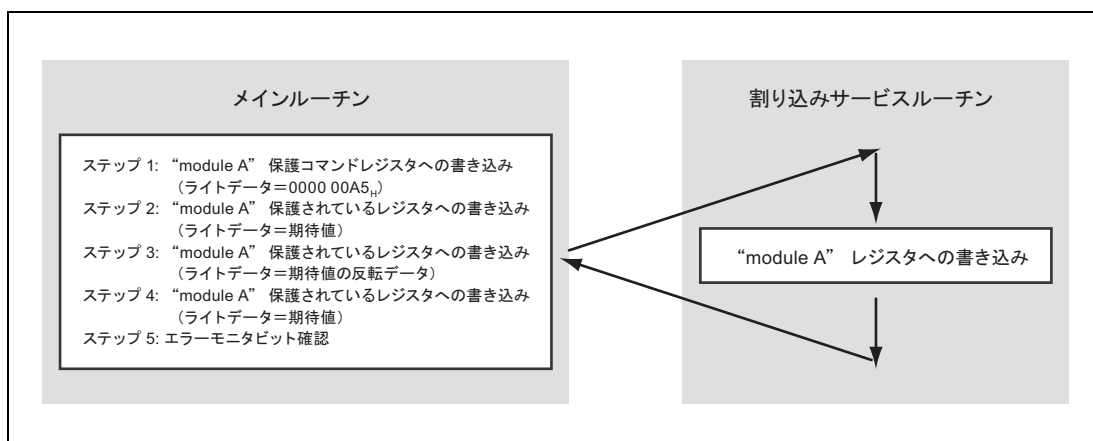 メインルーチン
ステップ 1: “module A” 保護コマンドレジスタへの書き込み
(ライトデータ=0000 00A5H)
ステップ 2: “module A” 保護されているレジスタへの書き込み
(ライトデータ=期待値)
ステップ 3: “module A” 保護されているレジスタへの書き込み
(ライトデータ=期待値の反転データ)
ステップ 4: “module A” 保護されているレジスタへの書き込み
(ライトデータ=期待値)
ステップ 5: エラーモニタビット確認
割り込みサービスルーチン
“module A” レジスタへの書き込み